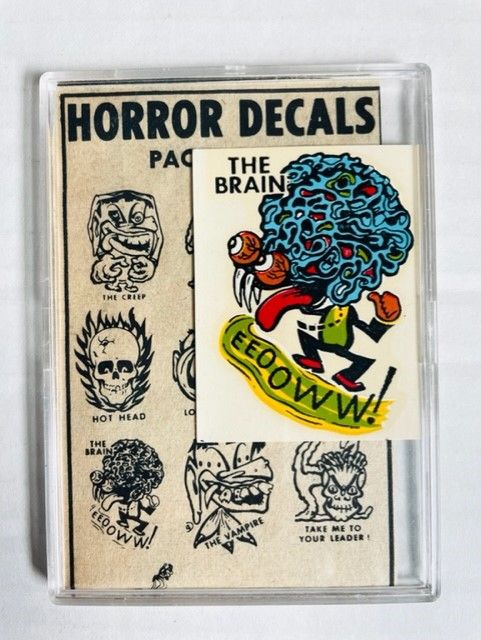 HORROR DECALS
THE
BRAIN
EEOOWW!
THE CREEP
HOT HEAD
THE
BRAIN
EEOOWW!
THE VAMPIRE
TAKE ME TO
YOUR LEADER!